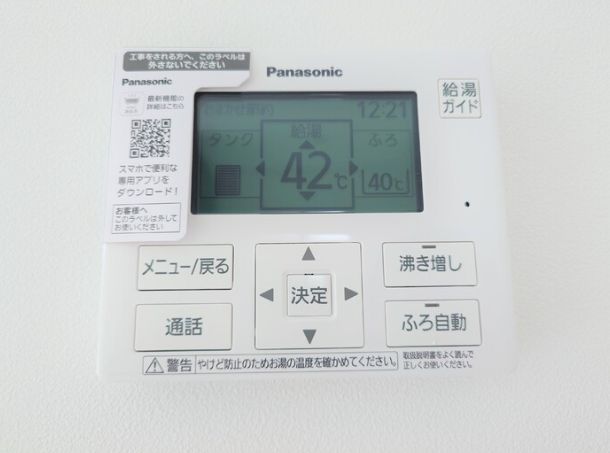 工事をされる方へ、このラベルは
外さないでください
Panasonic
最新機種の
詳細はこちら
スマホで便利な
専用アプリを
ダウンロード！
お客様へ
このラベルは外して
お使いください
Panasonic
給湯
ガイド
おまかせ節約
12:21
タンク
給湯
ふろ
42℃
40℃
メニュー/戻る
決定
沸き増し
通話
ふろ自動
警告
やけど防止のためお湯の温度を確かめてください。
取扱説明書をよく読んで
正しくお使いください。